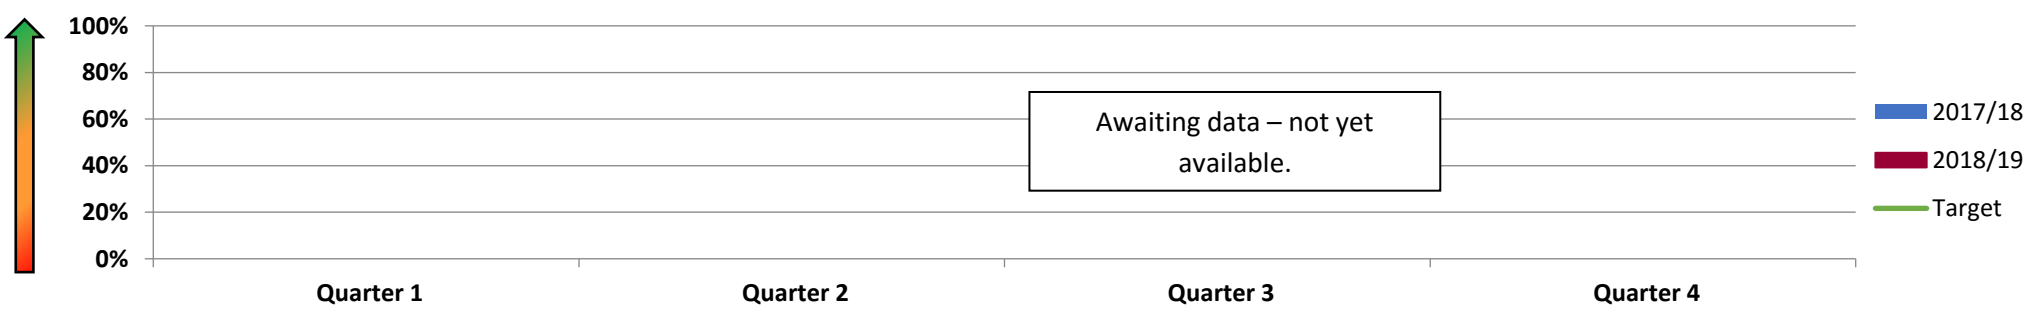 100%
80%
60%
40%
20%
0%
Awaiting data – not yet
available.
Quarter 1
Quarter 2
Quarter 3
Quarter 4
2017/18
2018/19
Target